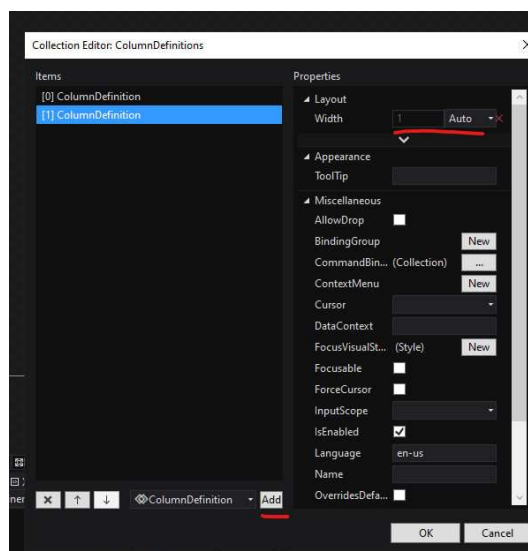 Collection Editor: ColumnDefinitions
Items
Properties
[0] ColumnDefinition
[1] ColumnDefinition
Layout
Width 1 Auto
Appearance
ToolTip
Miscellaneous
AllowDrop
BindingGroup New
CommandBin... (Collection) ...
ContextMenu New
Cursor
DataContext
FocusVisualSt... (Style) New
Focusable
ForceCursor
InputScope
IsEnabled
Language en-us
Name
OverridesDefa...
ColumnDefinition Add
OK Cancel